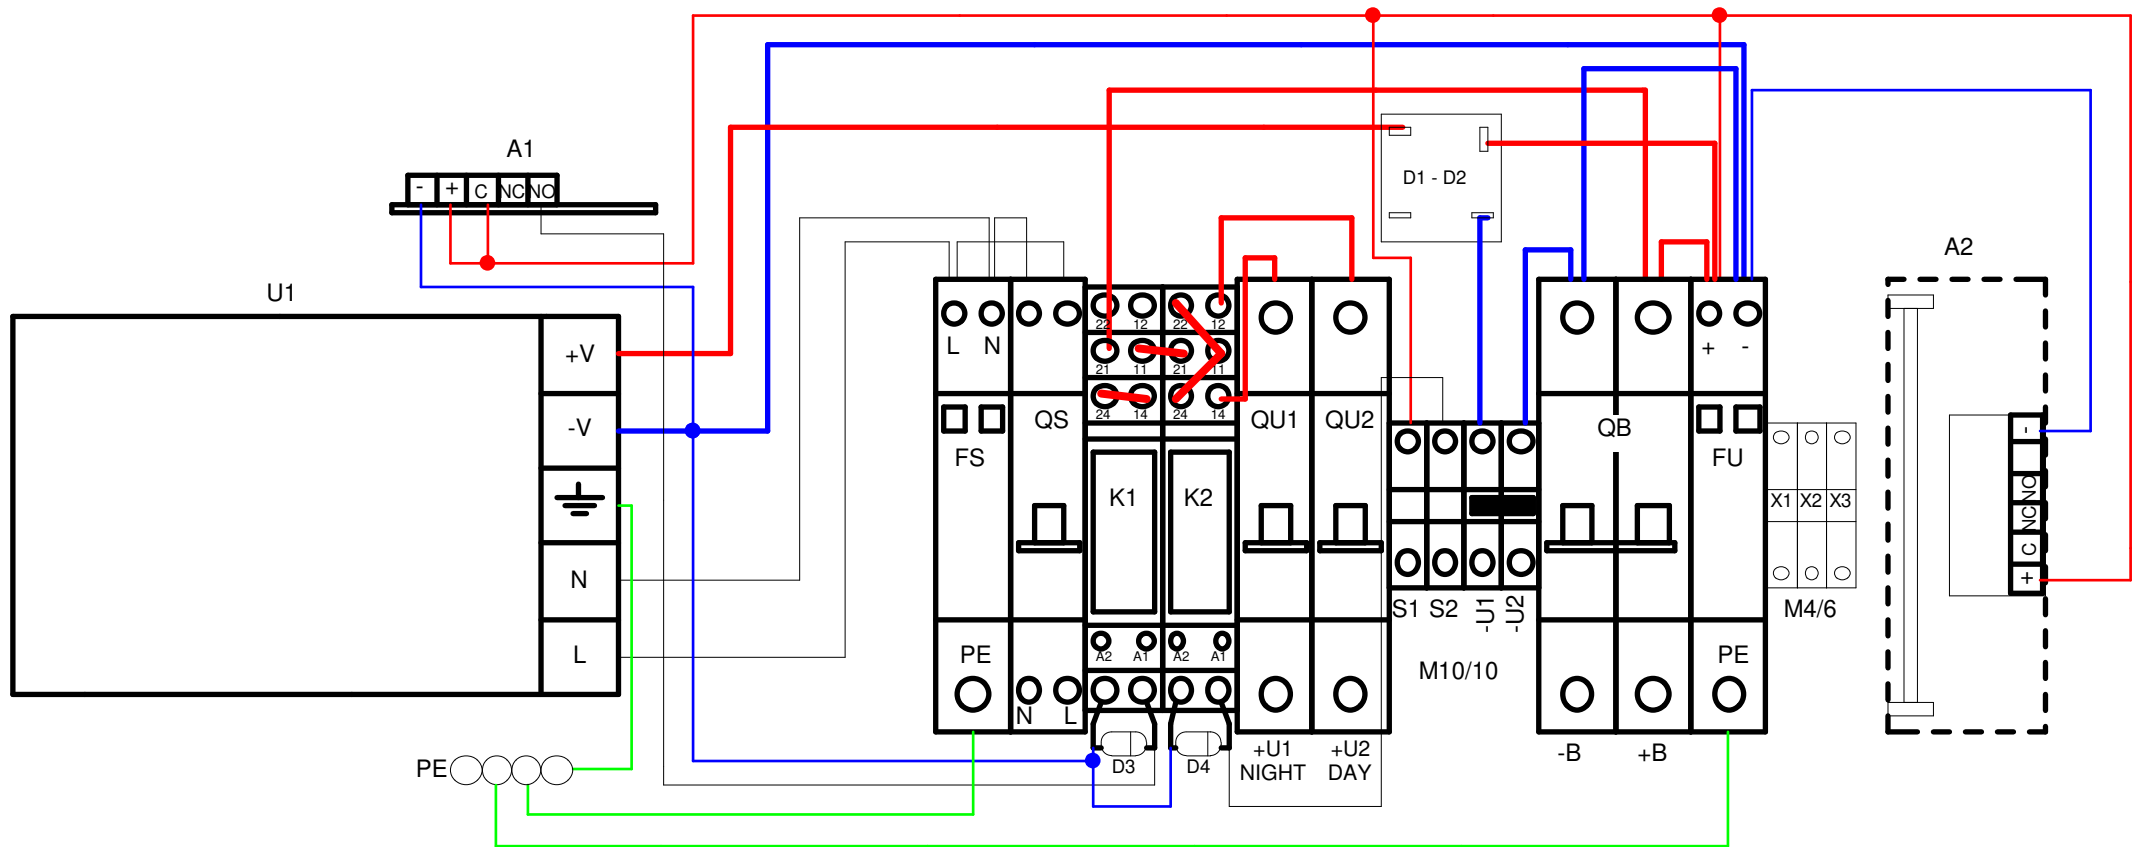 A1
- + C NC NO
U1
+V
-V
N
L
PE
L N
FS
PE
QS
N L
22 12 22 12
21 11 21 11
24 14 24 14
K1 K2
A2 A1 A2 A1
D3 D4
QU1 QU2
+U1 +U2
NIGHT DAY
D1 - D2
S1 S2 -U1 -U2
M10/10
QB
-B +B
+ -
FU
PE
X1 X2 X3
M4/6
A2
-
NO
NC
C
+